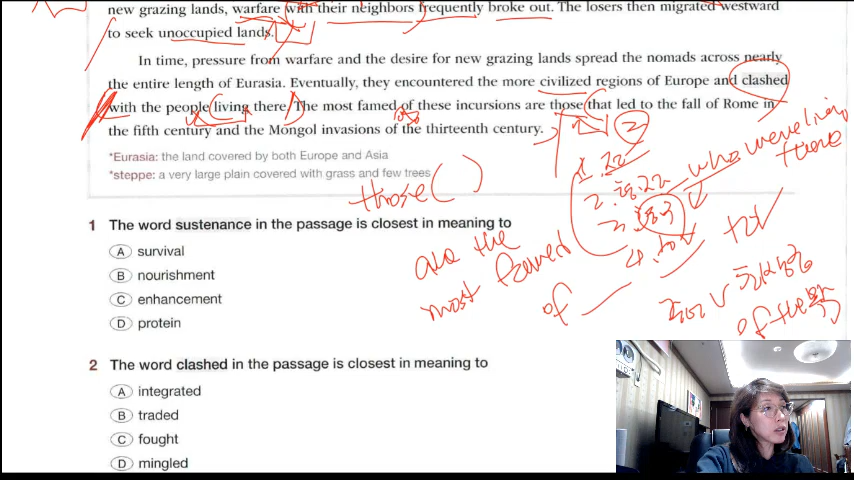 new grazing lands, warfare with their neighbors frequently broke out. The losers then migrated westward
to seek unoccupied lands.
In time, pressure from warfare and the desire for new grazing lands spread the nomads across nearly
the entire length of Eurasia. Eventually, they encountered the more civilized regions of Europe and clashed
with the people living there. The most famed of these incursions are those that led to the fall of Rome in
the fifth century and the Mongol invasions of the thirteenth century.
*Eurasia: the land covered by both Europe and Asia
*steppe: a very large plain covered with grass and few trees
who were living
there
those ( )
are the
most famed
of
of the
1 The word sustenance in the passage is closest in meaning to
A survival
B nourishment
C enhancement
D protein
2 The word clashed in the passage is closest in meaning to
A integrated
B traded
C fought
D mingled